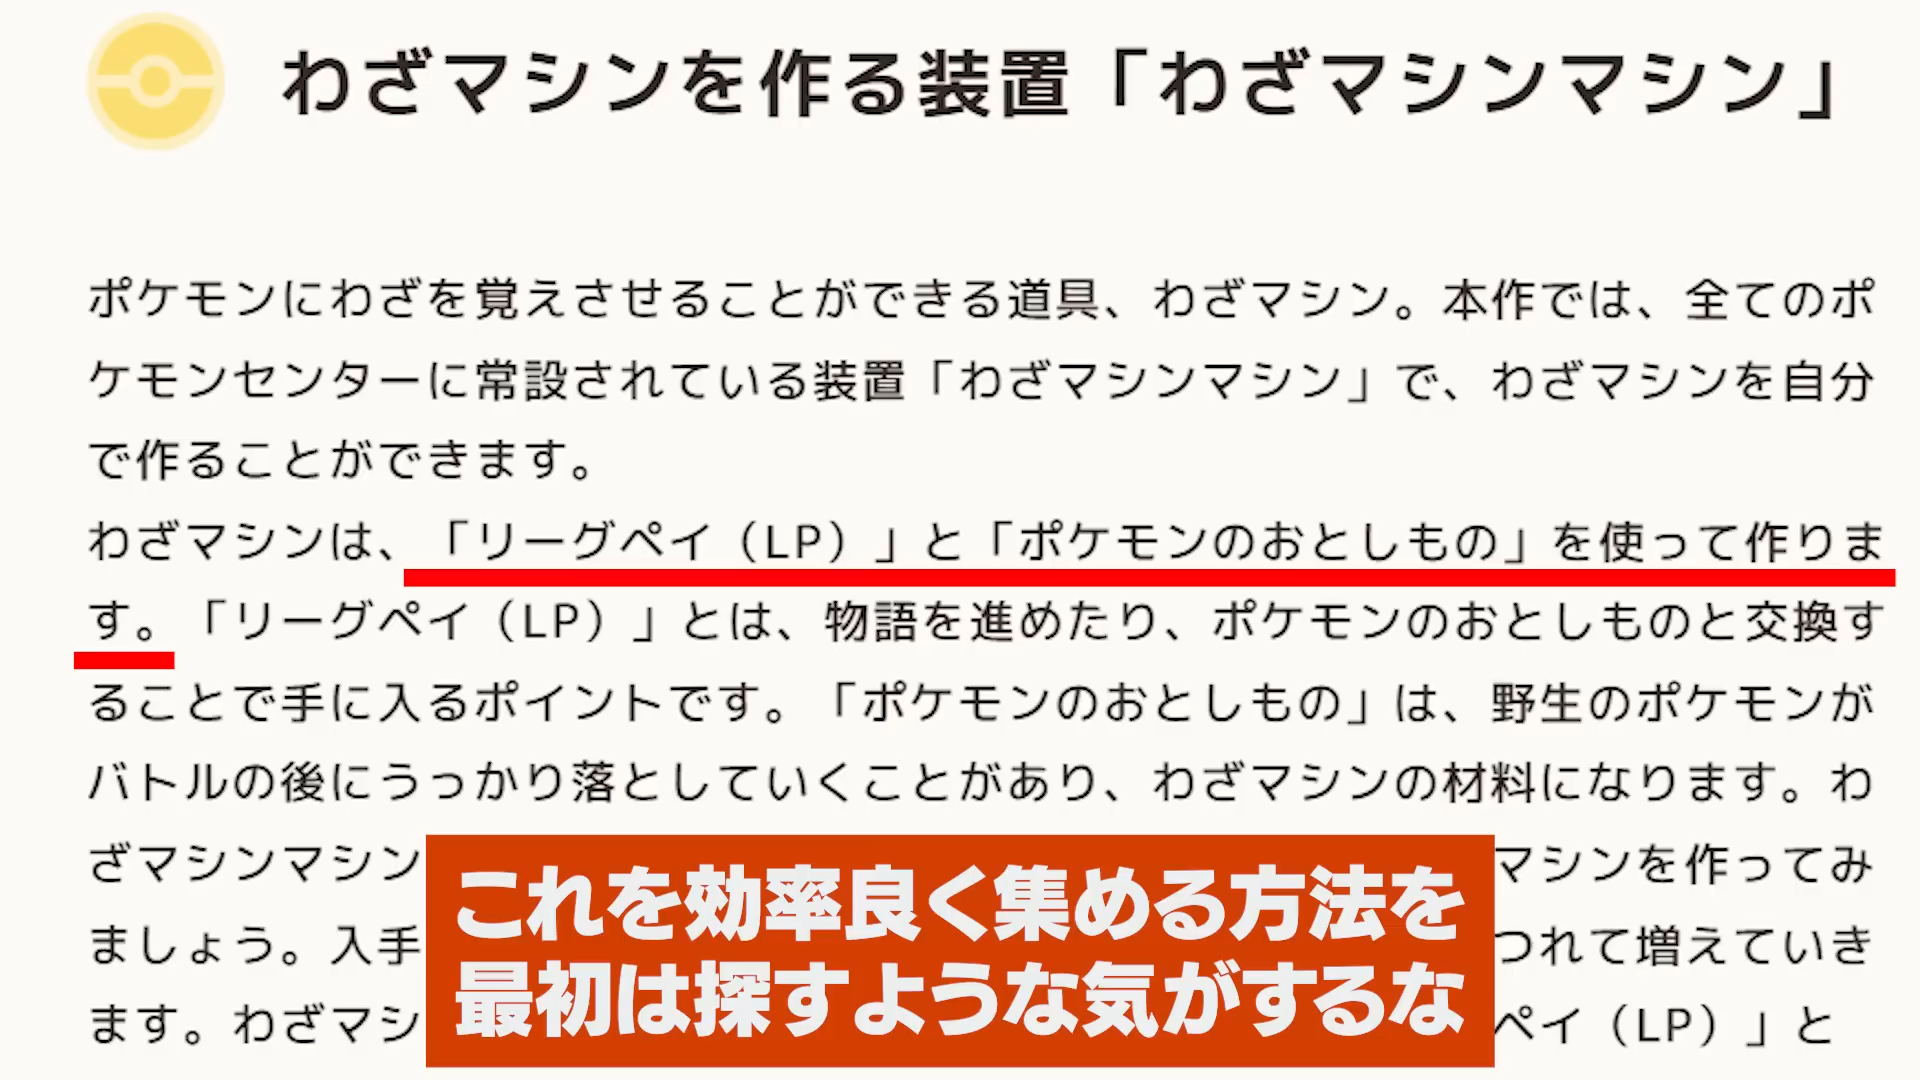 わざマシンを作る装置「わざマシンマシン」
ポケモンにわざを覚えさせることができる道具、わざマシン。本作では、全てのポ
ケモンセンターに常設されている装置「わざマシンマシン」で、わざマシンを自分
で作ることができます。
わざマシンは、「リーグペイ（LP）」と「ポケモンのおとしもの」を使って作りま
す。「リーグペイ（LP）」とは、物語を進めたり、ポケモンのおとしものと交換す
ることで手に入るポイントです。「ポケモンのおとしもの」は、野生のポケモンが
バトルの後にうっかり落としていくことがあり、わざマシンの材料になります。わ
ざマシンマシン マシンを作ってみ
ましょう。入手 つれて増えていき
ます。わざマシ ペイ（LP）」と
これを効率良く集める方法を
最初は探すような気がするな